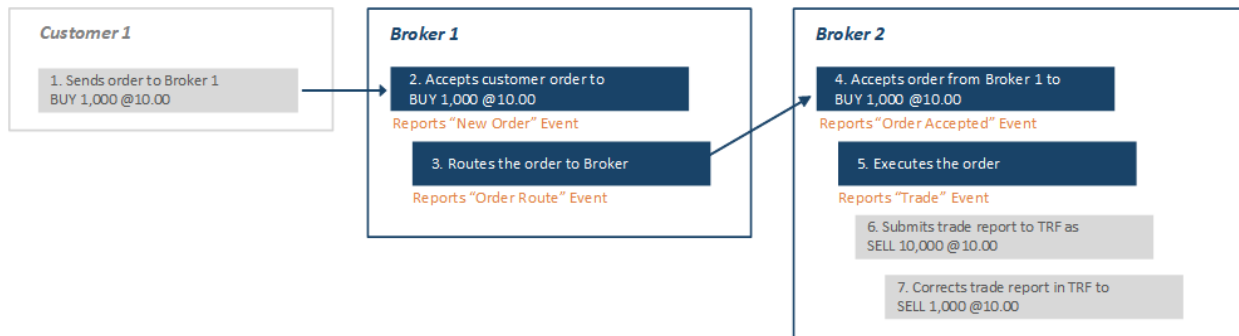 Customer 1
1. Sends order to Broker 1
BUY 1,000 @10.00
Broker 1
2. Accepts customer order to
BUY 1,000 @10.00
Reports “New Order” Event
3. Routes the order to Broker
Reports “Order Route” Event
Broker 2
4. Accepts order from Broker 1 to
BUY 1,000 @10.00
Reports “Order Accepted” Event
5. Executes the order
Reports “Trade” Event
6. Submits trade report to TRF as
SELL 10,000 @10.00
7. Corrects trade report in TRF to
SELL 1,000 @10.00